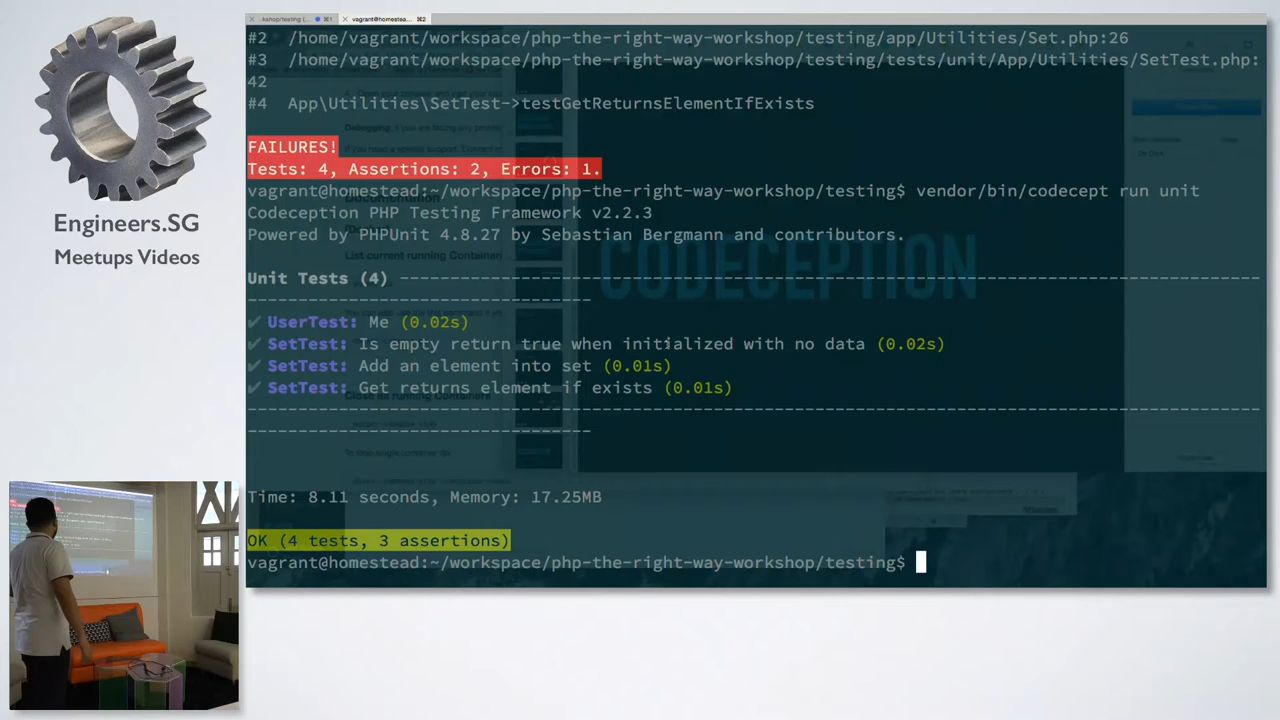 ..kshop/testing (... ⌘1
vagrant@homestea... ⌘2
#2 /home/vagrant/workspace/php-the-right-way-workshop/testing/app/Utilities/Set.php:26
#3 /home/vagrant/workspace/php-the-right-way-workshop/testing/tests/unit/App/Utilities/SetTest.php:
42
#4 App\Utilities\SetTest->testGetReturnsElementIfExists
FAILURES!
Tests: 4, Assertions: 2, Errors: 1.
vagrant@homestead:~/workspace/php-the-right-way-workshop/testing$ vendor/bin/codecept run unit
Codeception PHP Testing Framework v2.2.3
Powered by PHPUnit 4.8.27 by Sebastian Bergmann and contributors.
CODECEPTION
Unit Tests (4) ------------------------------------------------------------------------------------
----------------------------------
✔ UserTest: Me (0.02s)
✔ SetTest: Is empty return true when initialized with no data (0.02s)
✔ SetTest: Add an element into set (0.01s)
✔ SetTest: Get returns element if exists (0.01s)
----------------------------------------------------------------------------------------------------
----------------------------------
Time: 8.11 seconds, Memory: 17.25MB
OK (4 tests, 3 assertions)
vagrant@homestead:~/workspace/php-the-right-way-workshop/testing$
Engineers.SG
Meetups Videos